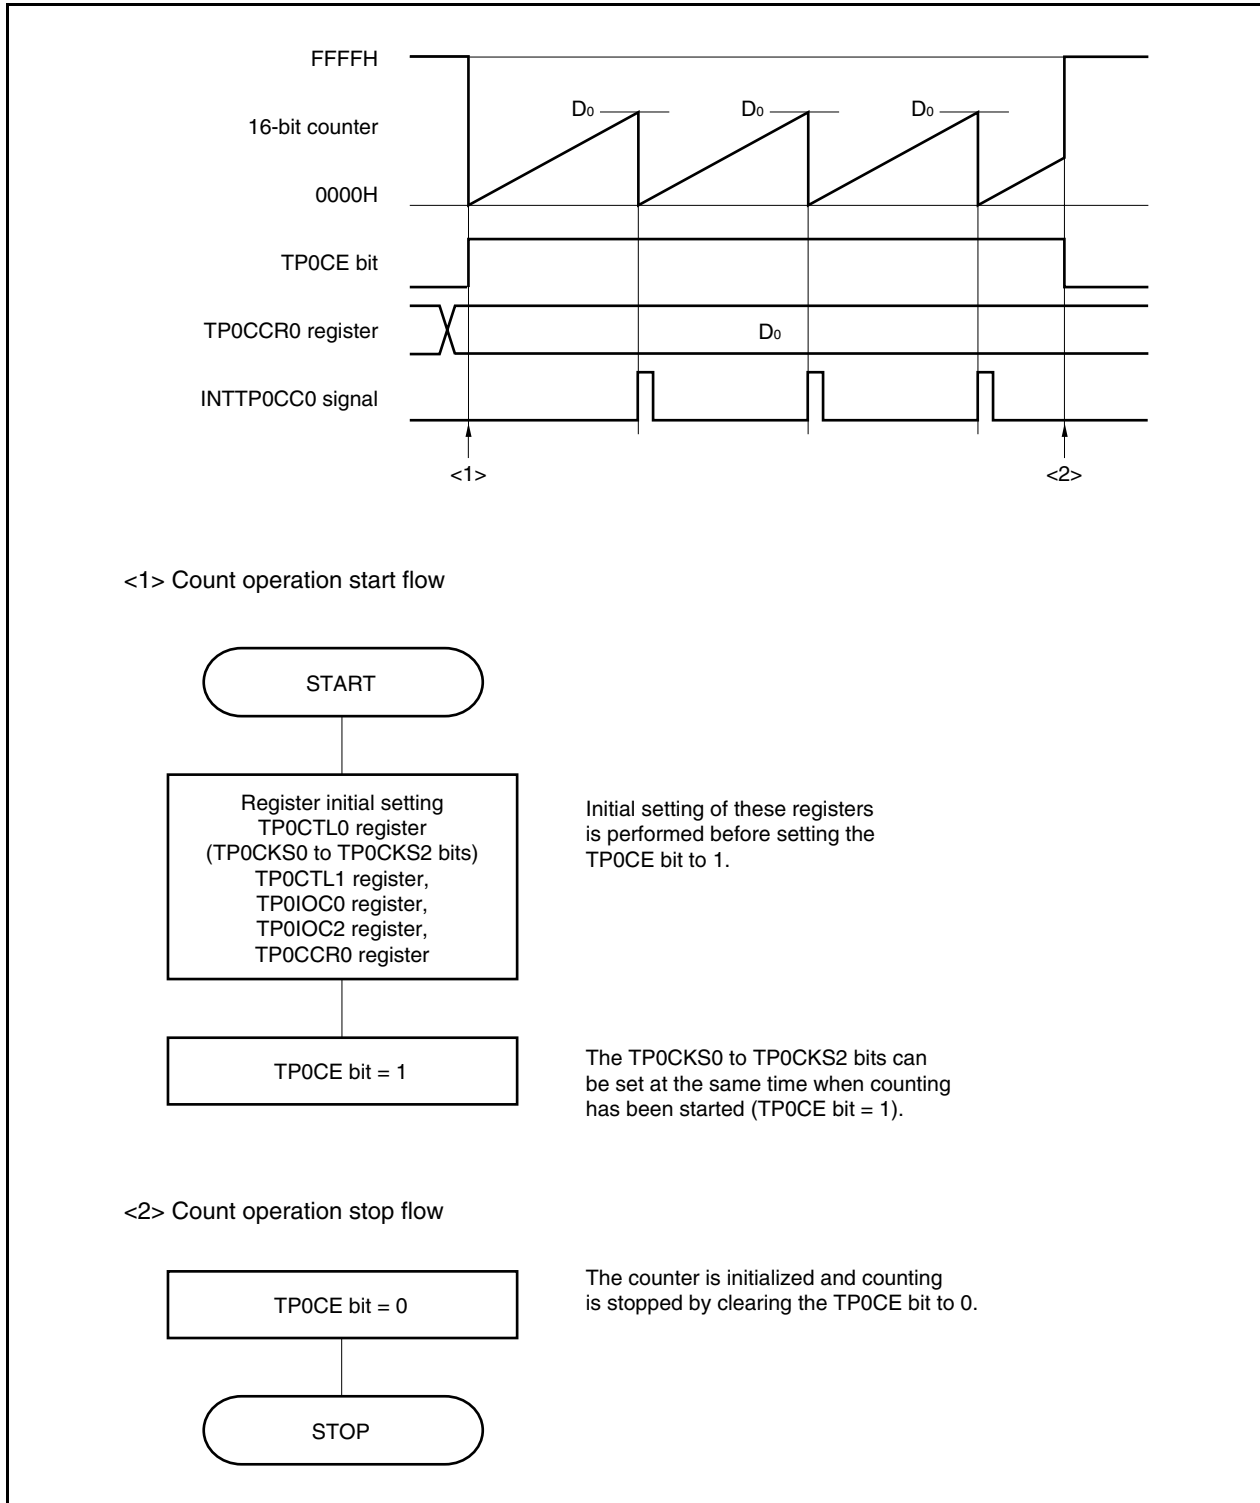 FFFFH
D0 D0 D0
16-bit counter
0000H
TP0CE bit
TP0CCR0 register
D0
INTTP0CC0 signal
<1> <2>
<1> Count operation start flow
START
Register initial setting
TP0CTL0 register
(TP0CKS0 to TP0CKS2 bits)
TP0CTL1 register,
TP0IOC0 register,
TP0IOC2 register,
TP0CCR0 register
Initial setting of these registers
is performed before setting the
TP0CE bit to 1.
TP0CE bit = 1
The TP0CKS0 to TP0CKS2 bits can
be set at the same time when counting
has been started (TP0CE bit = 1).
<2> Count operation stop flow
TP0CE bit = 0
The counter is initialized and counting
is stopped by clearing the TP0CE bit to 0.
STOP